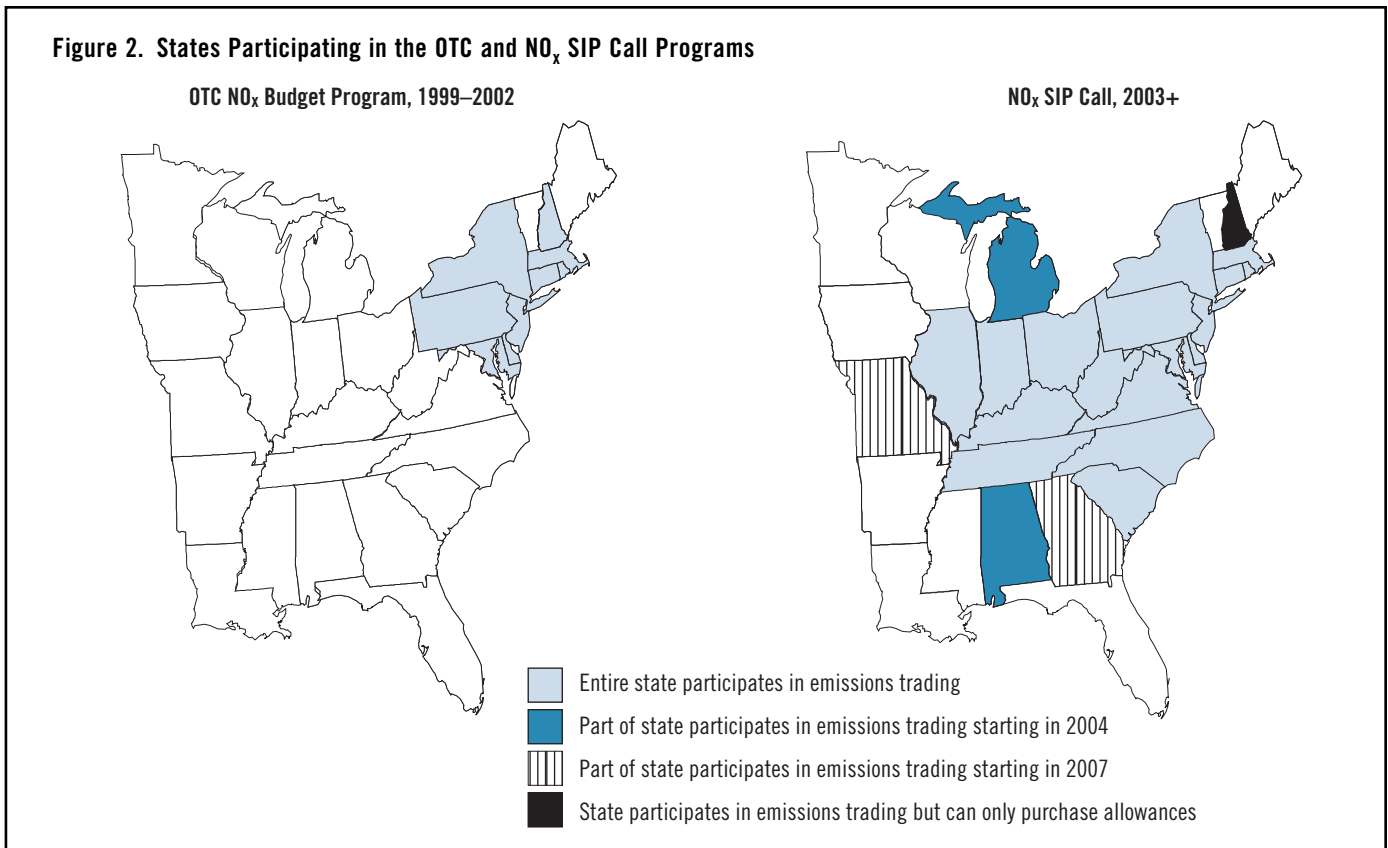 Figure 2. States Participating in the OTC and NOx SIP Call Programs
OTC NOx Budget Program, 1999–2002
NOx SIP Call, 2003+
Entire state participates in emissions trading
Part of state participates in emissions trading starting in 2004
Part of state participates in emissions trading starting in 2007
State participates in emissions trading but can only purchase allowances